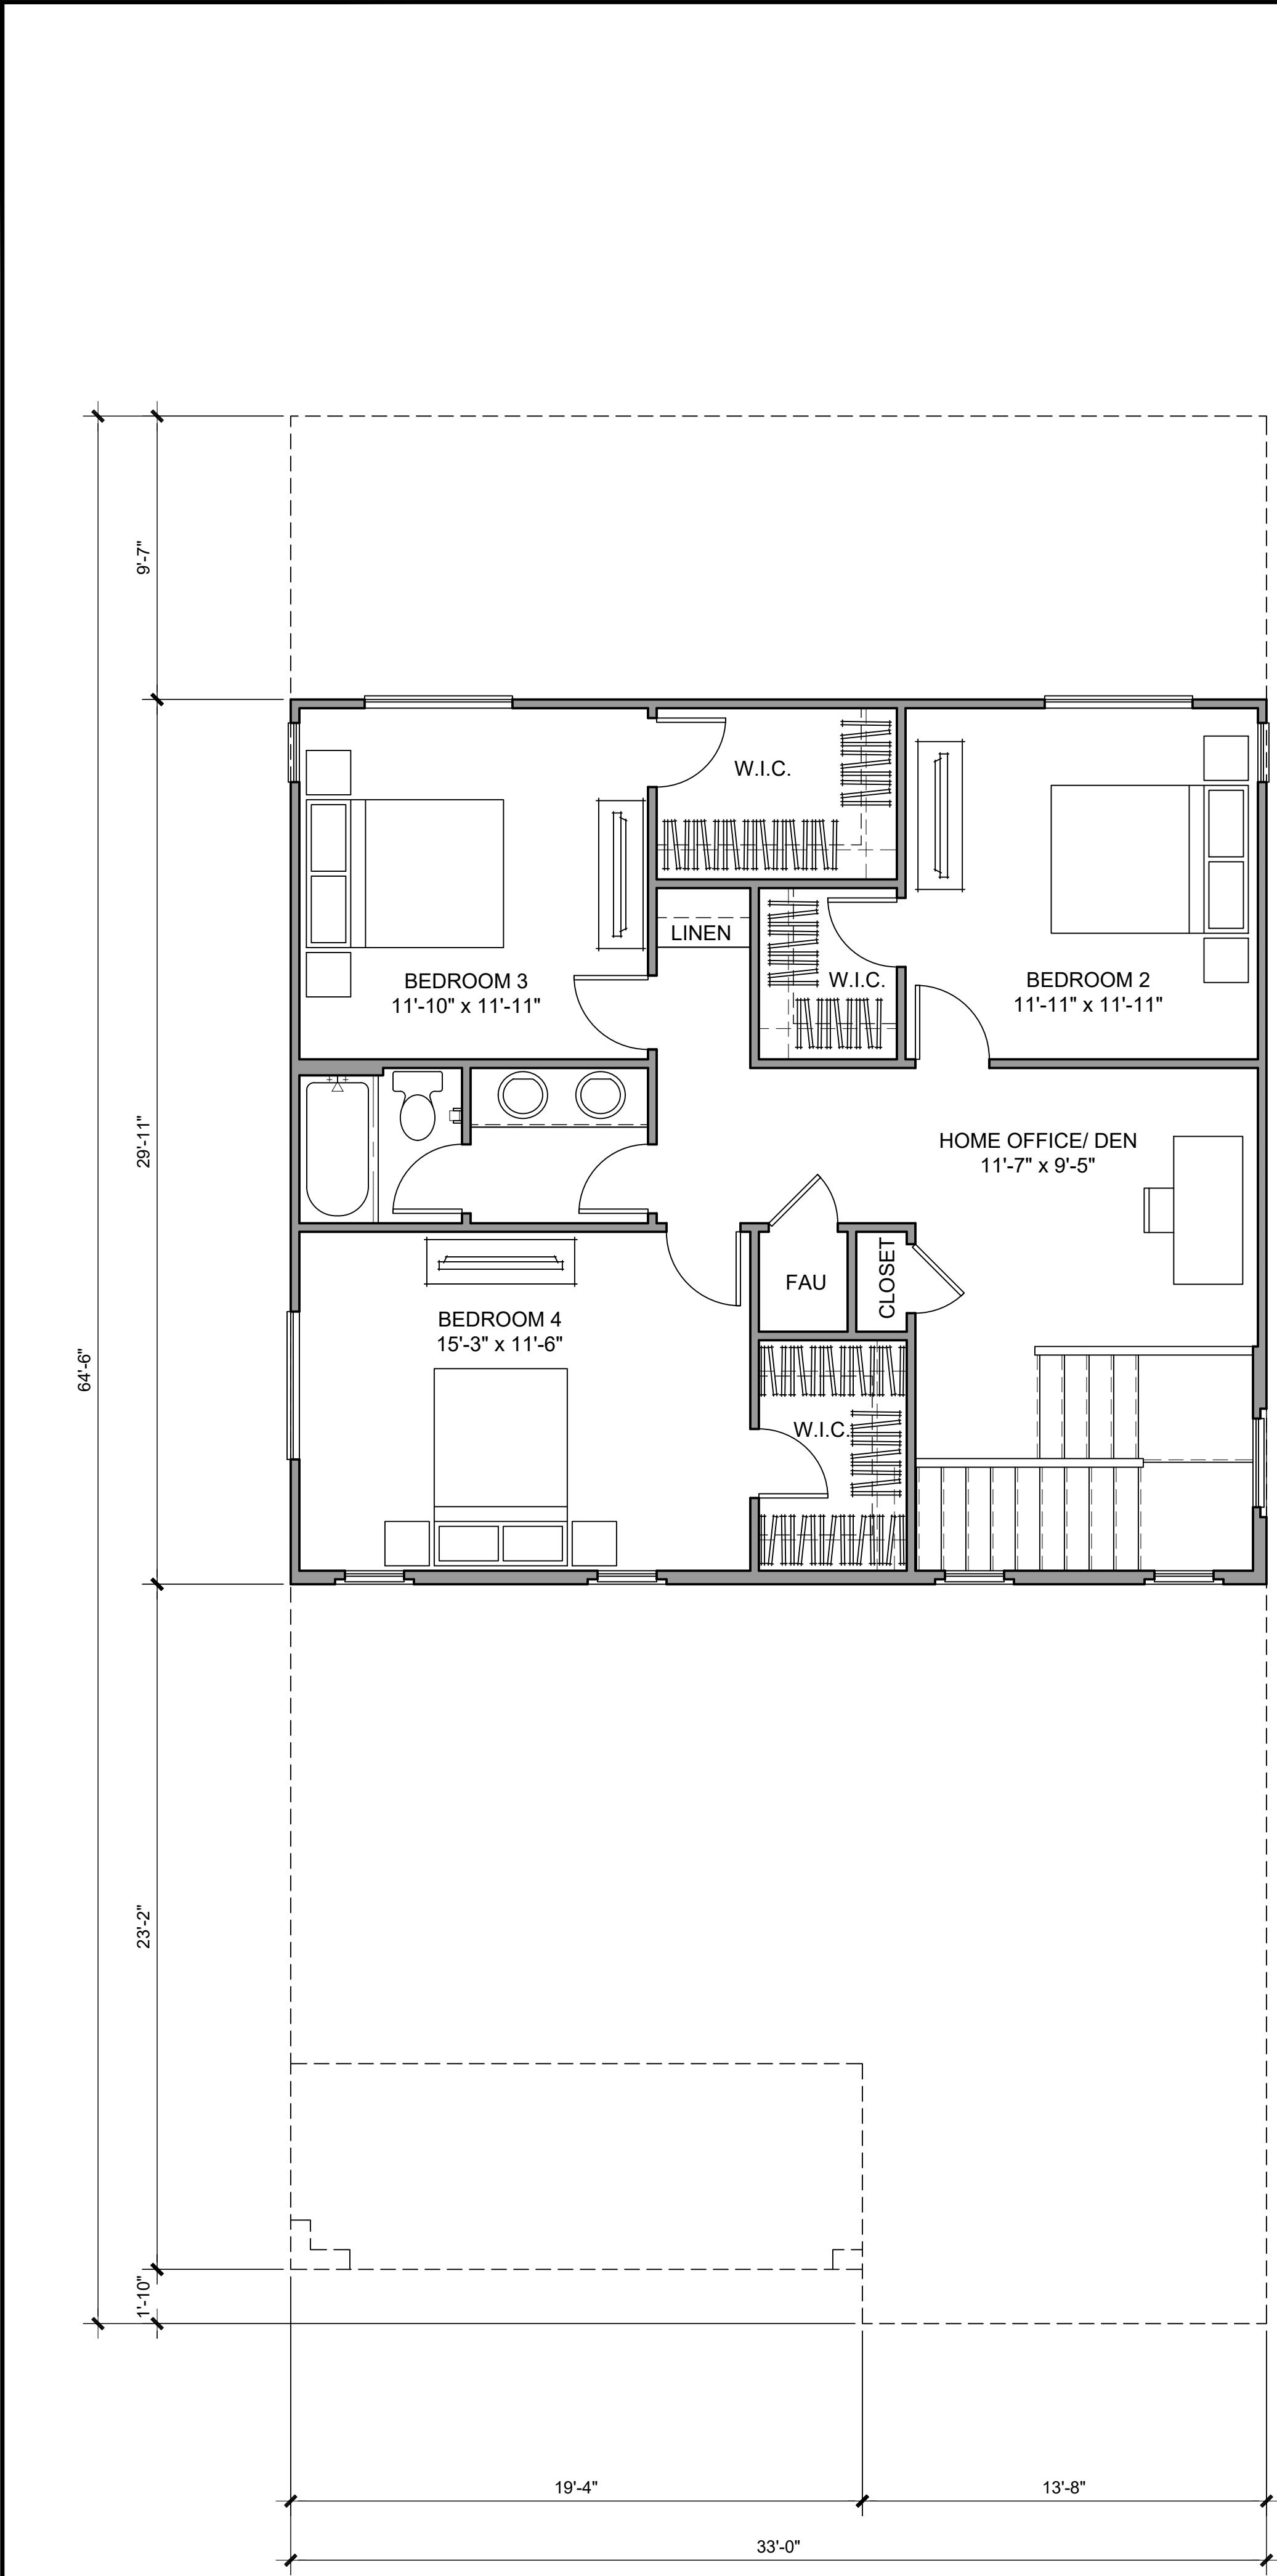 9'-7"
W.I.C.
LINEN
W.I.C.
BEDROOM 3
11'-10" x 11'-11"
BEDROOM 2
11'-11" x 11'-11"
29'-11"
HOME OFFICE/ DEN
11'-7" x 9'-5"
CLOSET
FAU
BEDROOM 4
15'-3" x 11'-6"
64'-6"
W.I.C.
23'-2"
1'-10"
19'-4"
13'-8"
33'-0"